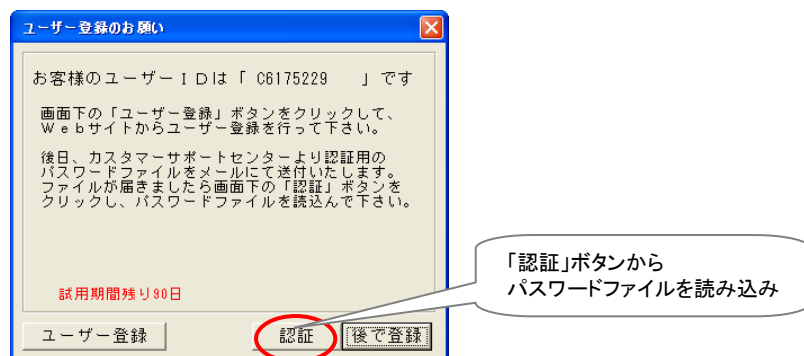 ユーザー登録のお願い
お客様のユーザーＩＤは「 C6175229 」です
画面下の「ユーザー登録」ボタンをクリックして、
Ｗｅｂサイトからユーザー登録を行って下さい。
後日、カスタマーサポートセンターより認証用の
パスワードファイルをメールにて送付いたします。
ファイルが届きましたら画面下の「認証」ボタンを
クリックし、パスワードファイルを読込んで下さい。
「認証」ボタンから
パスワードファイルを読み込み
試用期間残り90日
ユーザー登録
認証
後で登録